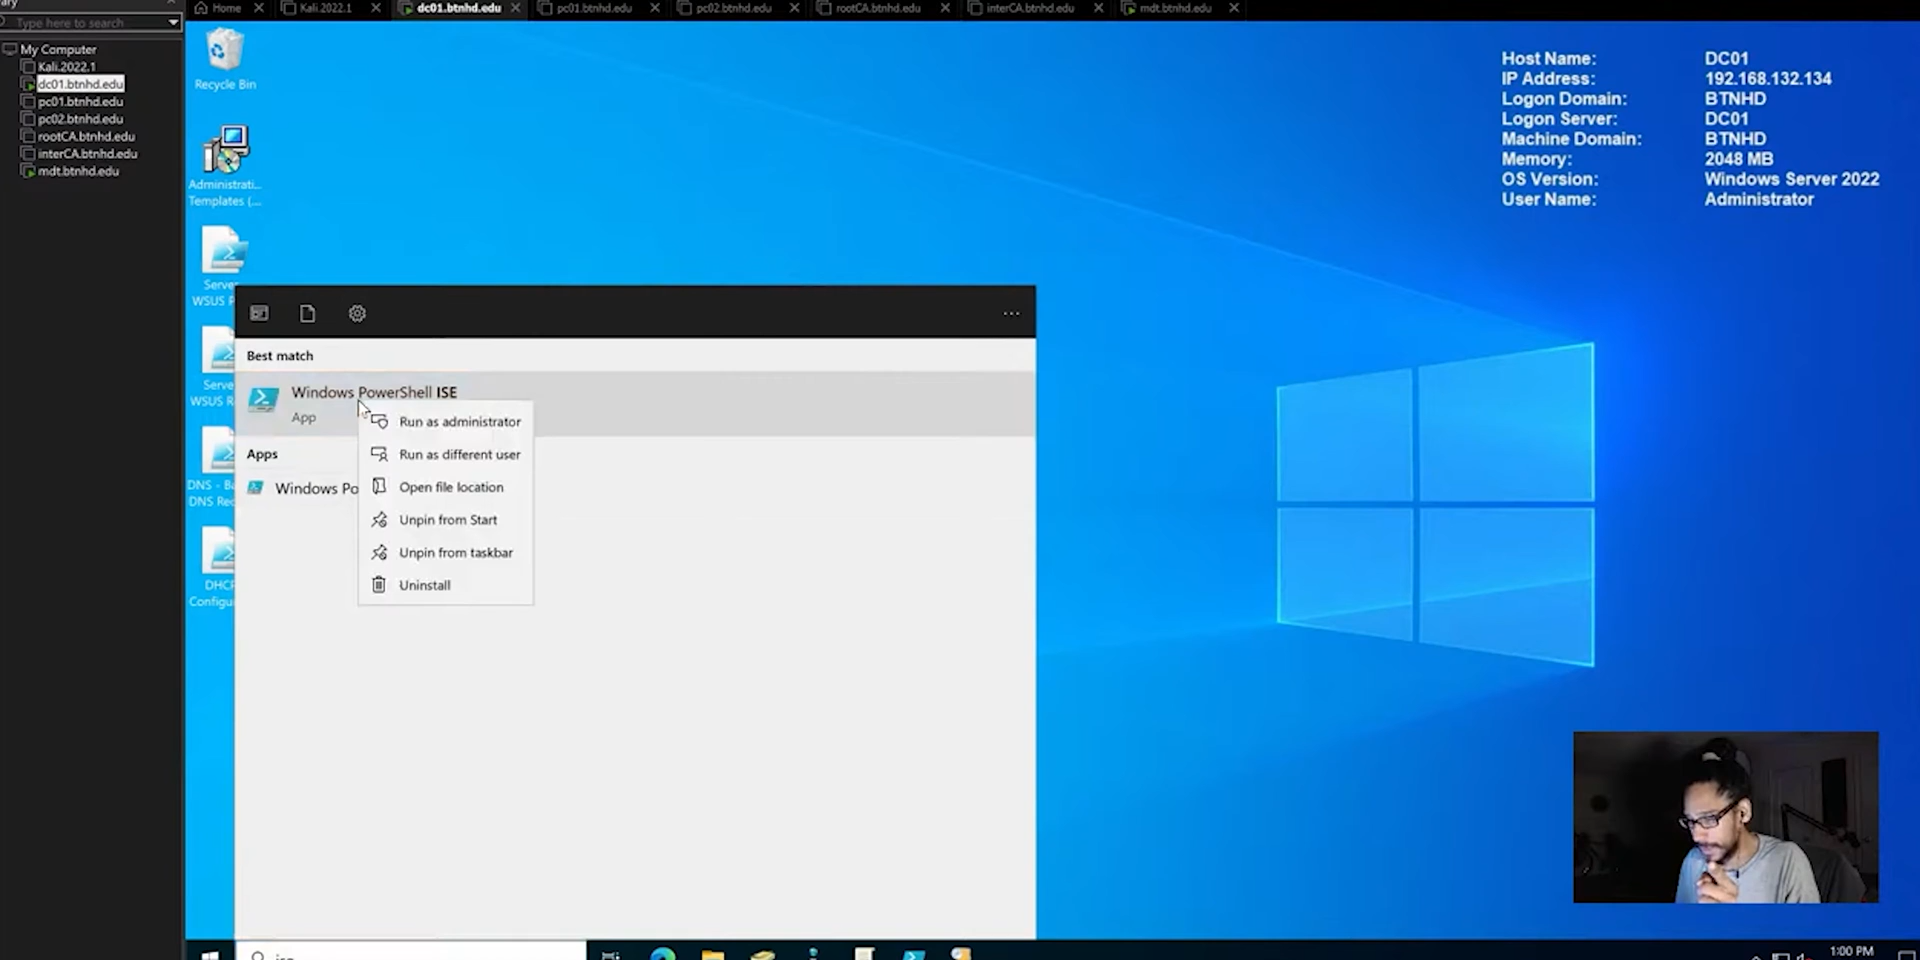 ary
Home
Kali.2022.1
dc01.btnhd.edu
pc01.btnhd.edu
pc02.btnhd.edu
rootCA.btnhd.edu
interCA.btnhd.edu
mdt.btnhd.edu
Type here to search
My Computer
Kali.2022.1
dc01.btnhd.edu
pc01.btnhd.edu
pc02.btnhd.edu
rootCA.btnhd.edu
interCA.btnhd.edu
mdt.btnhd.edu
Recycle Bin
Administrati...
Templates (...
Server
WSUS P
Serve
WSUS R
DNS - Ba
DNS Rec
DHCP
Configu
Host Name: DC01
IP Address: 192.168.132.134
Logon Domain: BTNHD
Logon Server: DC01
Machine Domain: BTNHD
Memory: 2048 MB
OS Version: Windows Server 2022
User Name: Administrator
...
Best match
Windows PowerShell ISE
App
Apps
Windows Po
Run as administrator
Run as different user
Open file location
Unpin from Start
Unpin from taskbar
Uninstall
1:00 PM